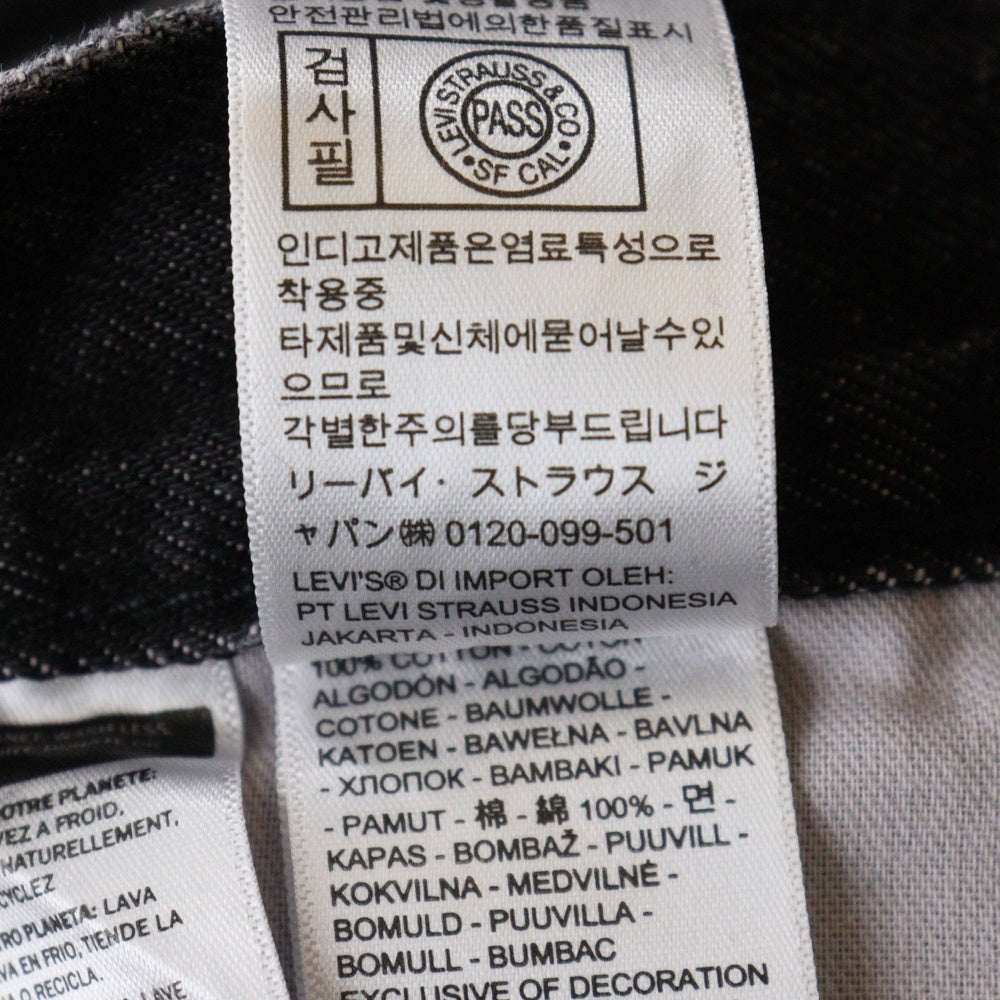 안전관리법에의한품질표시
검
사
필
LEVI STRAUSS & CO
PASS
• SF CAL •
인디고제품은염료특성으로
착용중
타제품및신체에묻어날수있
으므로
각별한주의를당부드립니다
リーバイ· ストラウス ジ
ャパン㈱ 0120-099-501
LEVI'S® DI IMPORT OLEH:
PT LEVI STRAUSS INDONESIA
JAKARTA - INDONESIA
100% COTTON - COTON
ALGODÓN - ALGODÃO -
COTONE - BAUMWOLLE -
KATOEN - BAWEŁNA - BAVLNA
- ХЛОПОК - BAMBAKI - PAMUK
- PAMUT - 棉 - 綿 100% - 면 -
KAPAS - BOMBAŽ - PUUVILL -
KOKVILNA - MEDVILNĖ -
BOMULD - PUUVILLA -
BOMULL - BUMBAC
EXCLUSIVE OF DECORATION
PLANETE:
A FROID,
NATURELLEMENT,
PLANETA: LAVA
EN FRIO, TIENDE LA
O RECICLA.